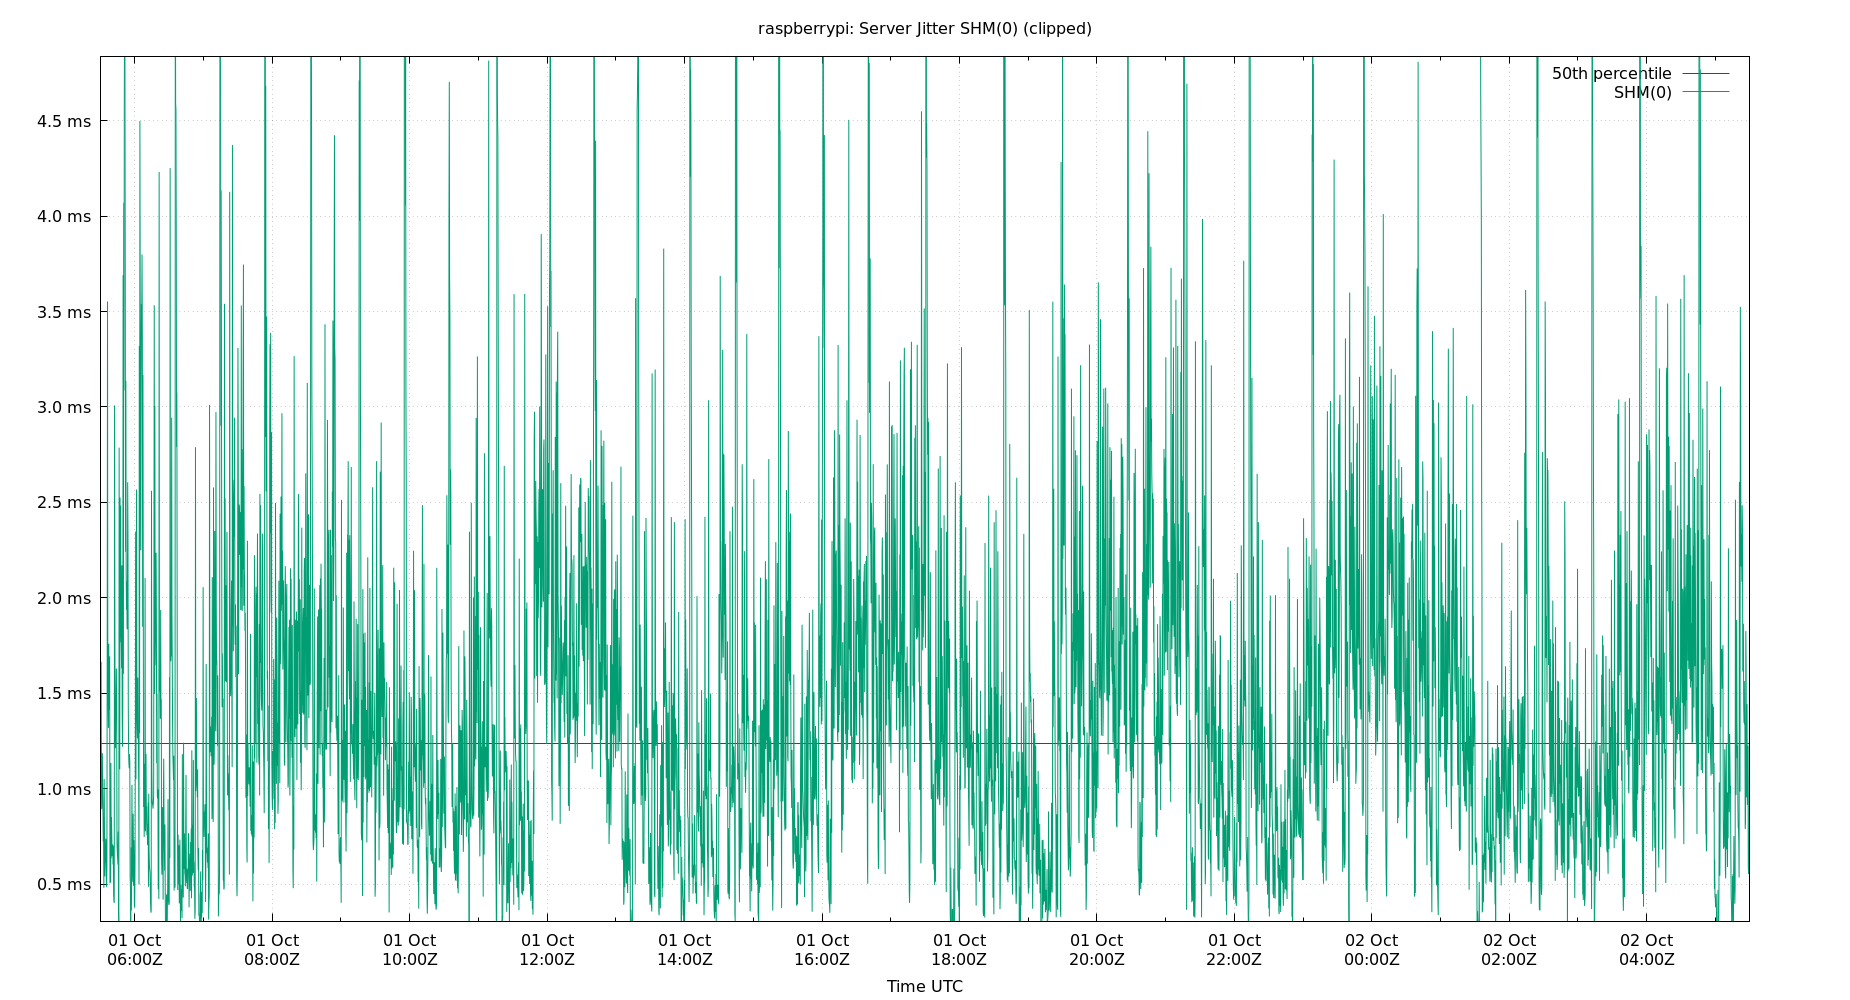 raspberrypi: Server Jitter SHM(0) (clipped)
50th percentile
SHM(0)
4.5 ms
4.0 ms
3.5 ms
3.0 ms
2.5 ms
2.0 ms
1.5 ms
1.0 ms
0.5 ms
01 Oct 01 Oct 01 Oct 01 Oct 01 Oct 01 Oct 01 Oct 01 Oct 01 Oct 02 Oct 02 Oct 02 Oct
06:00Z 08:00Z 10:00Z 12:00Z 14:00Z 16:00Z 18:00Z 20:00Z 22:00Z 00:00Z 02:00Z 04:00Z
Time UTC